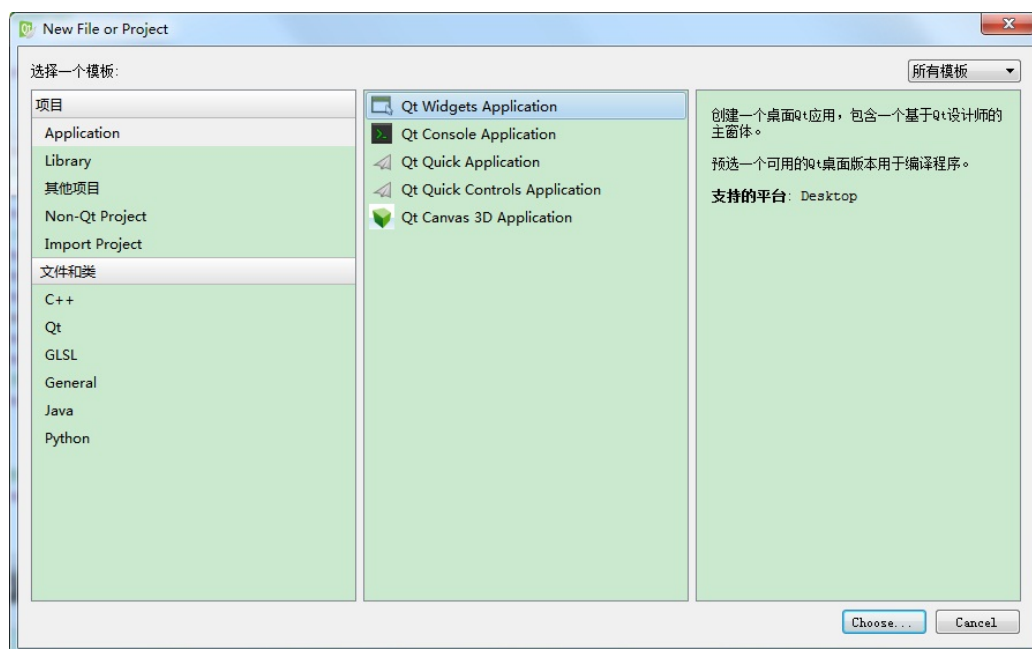 New File or Project
选择一个模板:
所有模板
项目
Application
Library
其他项目
Non-Qt Project
Import Project
文件和类
C++
Qt
GLSL
General
Java
Python
Qt Widgets Application
Qt Console Application
Qt Quick Application
Qt Quick Controls Application
Qt Canvas 3D Application
创建一个桌面Qt应用，包含一个基于Qt设计师的
主窗体。
预选一个可用的Qt桌面版本用于编译程序。
支持的平台: Desktop
Choose...
Cancel